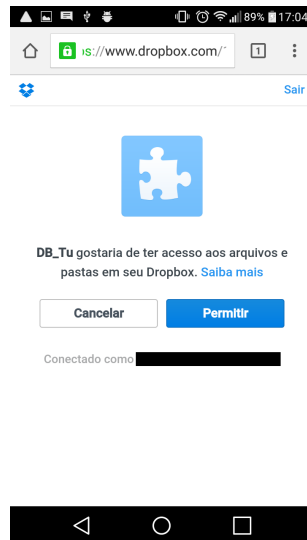 89% 17:04
s://www.dropbox.com/
1
Sair
DB_Tu gostaria de ter acesso aos arquivos e
pastas em seu Dropbox. Saiba mais
Cancelar Permitir
Conectado como